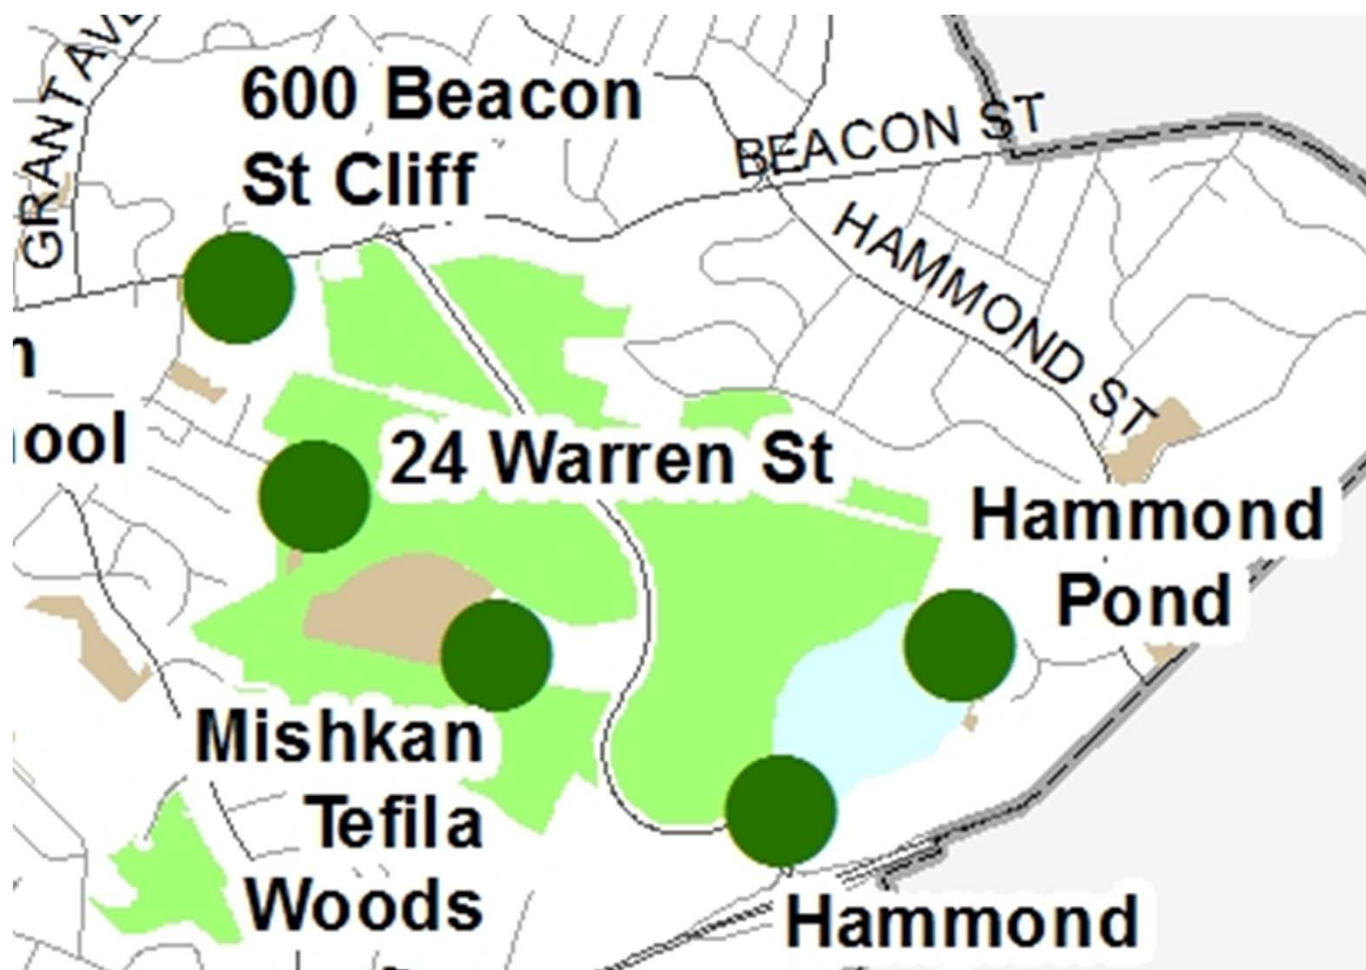 GRANT AVE
600 Beacon
St Cliff
BEACON ST
HAMMOND ST
n
ool
24 Warren St
Hammond
Pond
Mishkan
Tefila
Woods
Hammond